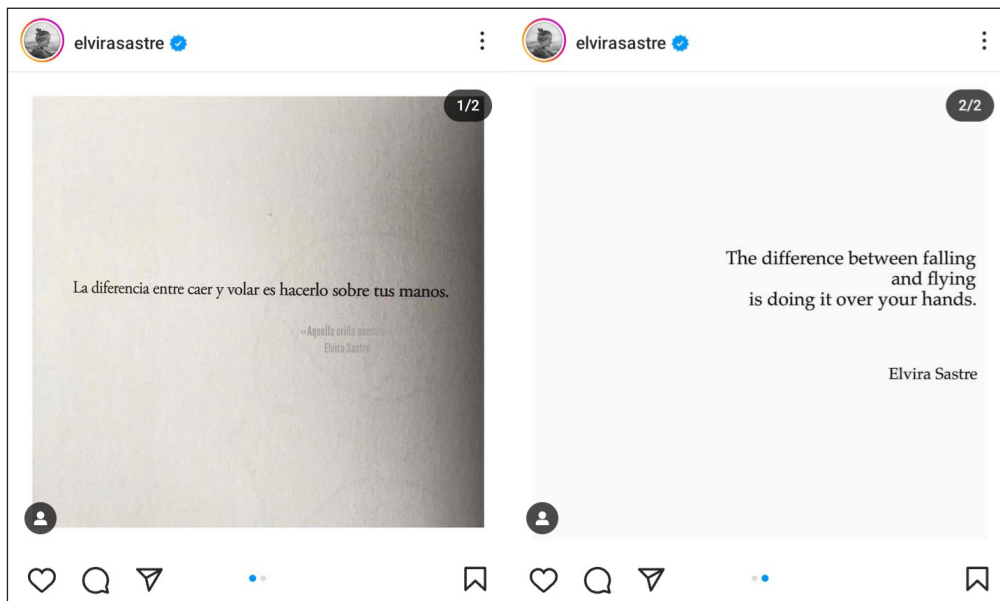 elvirasastre
1/2
La diferencia entre caer y volar es hacerlo sobre tus manos.
«Aquella orilla nuestra
Elvira Sastre
elvirasastre
2/2
The difference between falling
and flying
is doing it over your hands.
Elvira Sastre